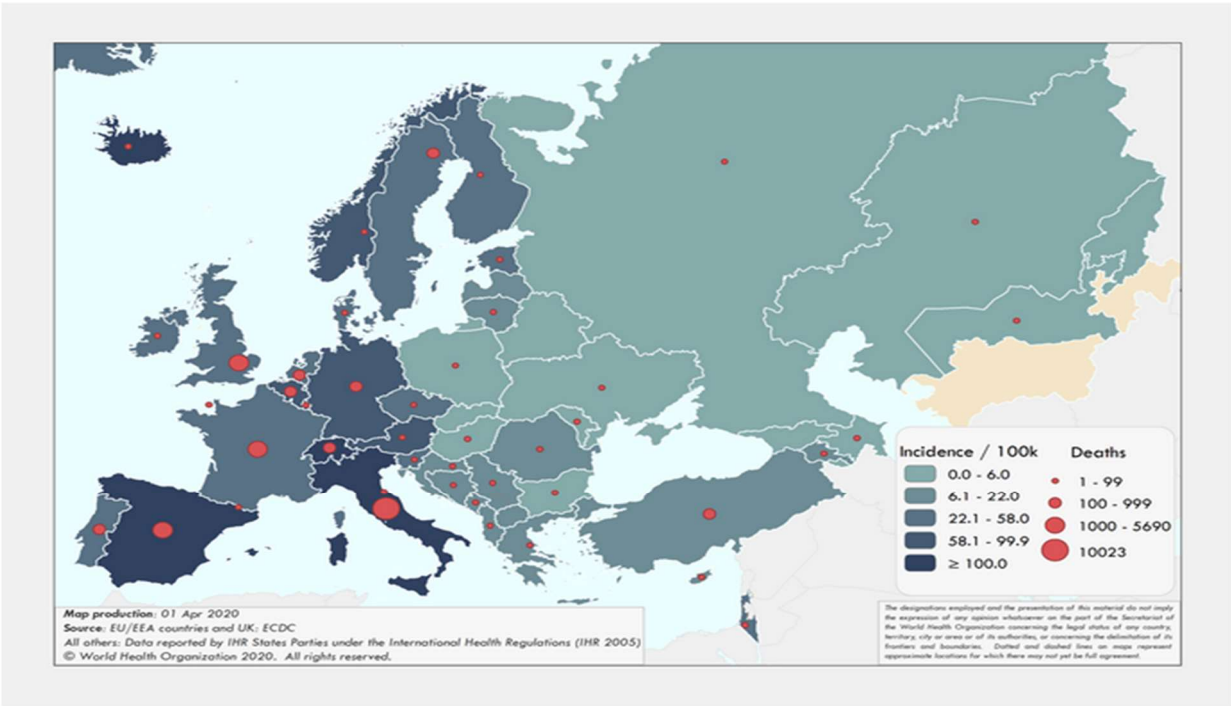 Incidence / 100k
0.0 - 6.0
6.1 - 22.0
22.1 - 58.0
58.1 - 99.9
≥ 100.0
Deaths
1 - 99
100 - 999
1000 - 5690
10023
Map production: 01 Apr 2020
Source: EU/EEA countries and UK: ECDC
All others: Data reported by IHR States Parties under the International Health Regulations (IHR 2005)
© World Health Organization 2020. All rights reserved.
The designations employed and the presentation of this material do not imply
the expression of any opinion whatsoever on the part of the Secretariat of
the World Health Organization concerning the legal status of any country,
territory, city or area or of its authorities, or concerning the delimitation of its
frontiers and boundaries. Dotted and dashed lines on maps represent
approximate locations for which there may not yet be full agreement.